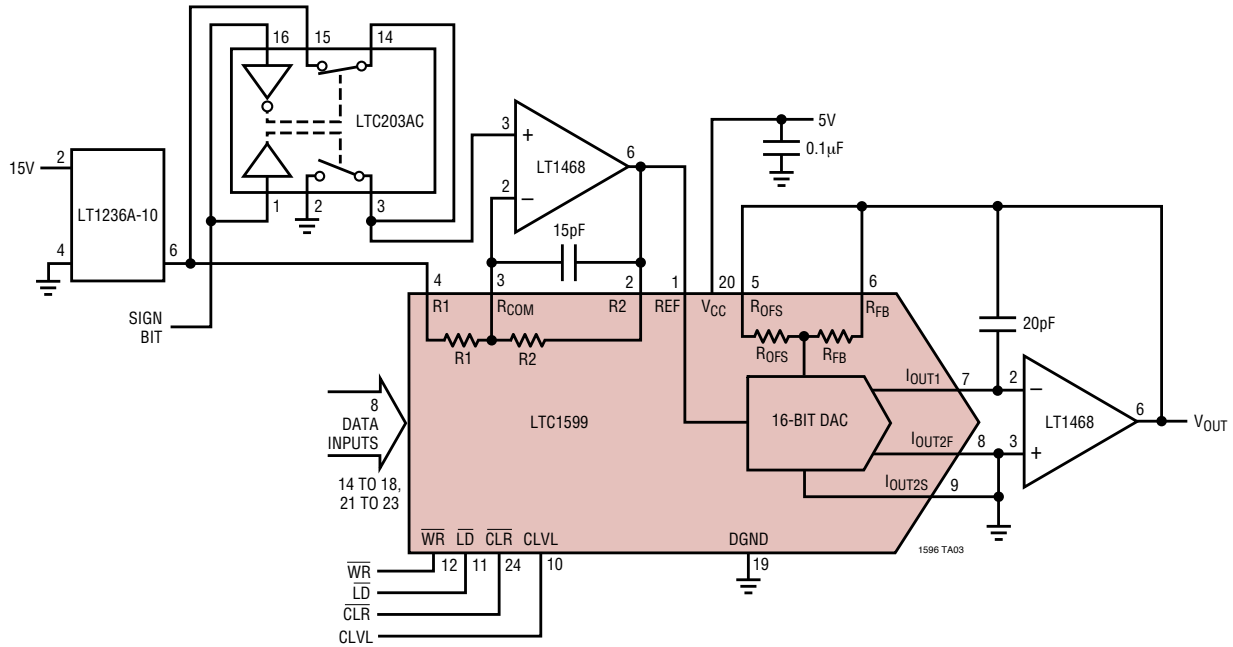 16 15 14
LTC203AC
1 2 3
15V 2
LT1236A-10
4 6
SIGN
BIT
3 +
2 –
6
LT1468
15pF
5V
0.1µF
4 3 2 1 20 5 6
R1 RCOM R2 REF VCC ROFS RFB
R1 R2
ROFS RFB
20pF
8
DATA
INPUTS
14 TO 18,
21 TO 23
LTC1599
16-BIT DAC
IOUT1 7
IOUT2F 8
IOUT2S 9
2 –
3 +
6
LT1468
VOUT
WR LD CLR CLVL DGND
12 11 24 10 19
1596 TA03
WR
LD
CLR
CLVL